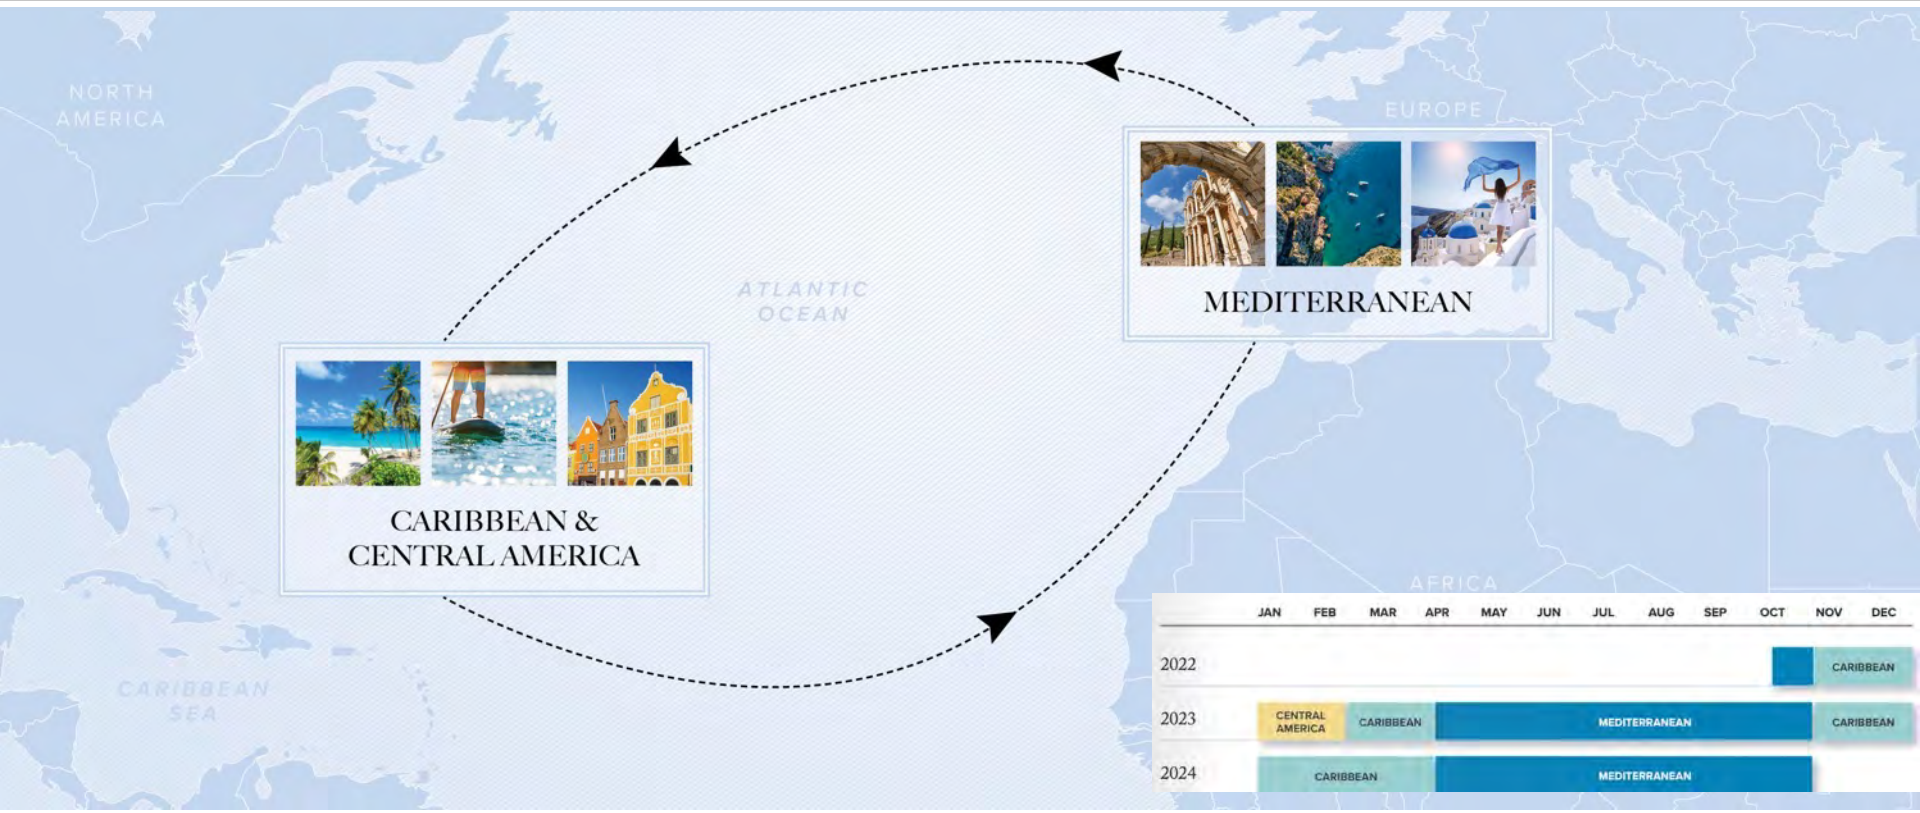 NORTH
AMERICA
EUROPE
MEDITERRANEAN
ATLANTIC
OCEAN
CARIBBEAN &
CENTRAL AMERICA
AFRICA
CARIBBEAN
SEA
JAN FEB MAR APR MAY JUN JUL AUG SEP OCT NOV DEC
2022 CARIBBEAN
2023 CENTRAL AMERICA CARIBBEAN MEDITERRANEAN CARIBBEAN
2024 CARIBBEAN MEDITERRANEAN